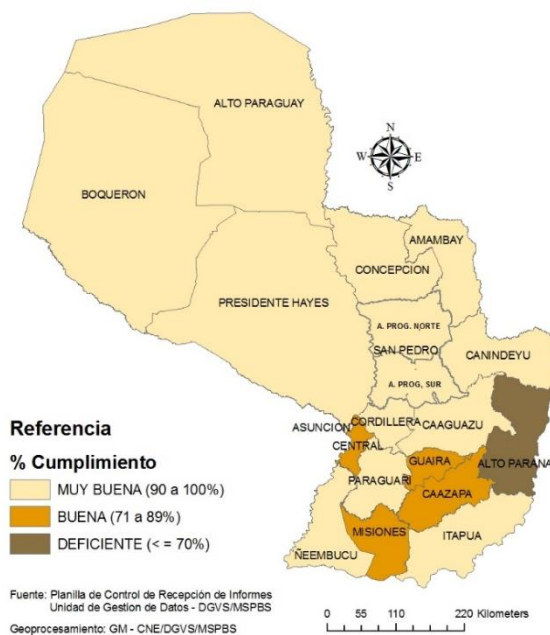 ALTO PARAGUAY
BOQUERON
N
W E
S
AMAMBAY
CONCEPCION
PRESIDENTE HAYES
A. PROG. NORTE
SAN PEDRO
CANINDEYU
A. PROG, SUR
ASUNCION
CORDILLERA
CAAGUAZU
CENTRAL
GUAIRA
ALTO PARANA
PARAGUARI
CAAZAPA
MISIONES
ITAPUA
ÑEEMBUCU
Referencia
% Cumplimiento
MUY BUENA (90 a 100%)
BUENA (71 a 89%)
DEFICIENTE (< = 70%)
Fuente: Planilla de Control de Recepción de Informes
Unidad de Gestion de Datos - DGVS/MSPBS
Geoprocesamiento: GM - CNE/DGVS/MSPBS
0 55 110 220 Kilometers